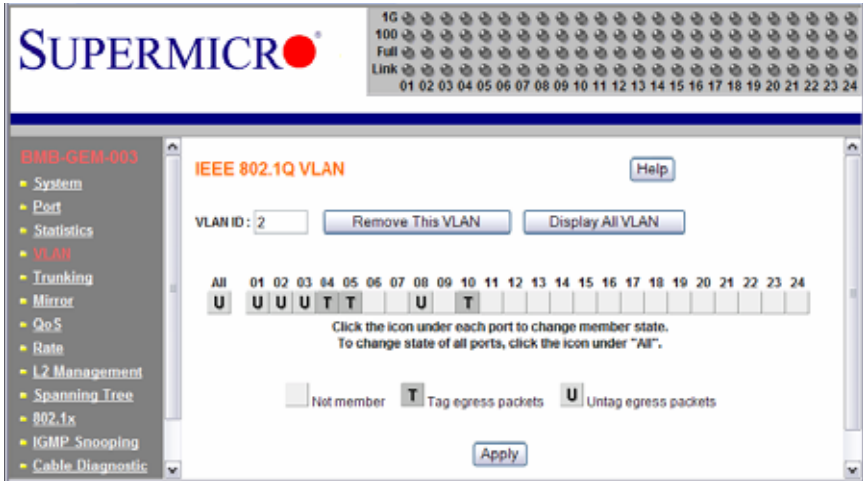 SUPERMICRO
1G
100
Full
Link
01 02 03 04 05 06 07 08 09 10 11 12 13 14 15 16 17 18 19 20 21 22 23 24
BMB-GEM-003
System
Port
Statistics
VLAN
Trunking
Mirror
QoS
Rate
L2 Management
Spanning Tree
802.1x
IGMP Snooping
Cable Diagnostic
IEEE 802.1Q VLAN
Help
VLAN ID : 2 Remove This VLAN Display All VLAN
All 01 02 03 04 05 06 07 08 09 10 11 12 13 14 15 16 17 18 19 20 21 22 23 24
U U U U T T U T
Click the icon under each port to change member state.
To change state of all ports, click the icon under "All".
Not member T Tag egress packets U Untag egress packets
Apply